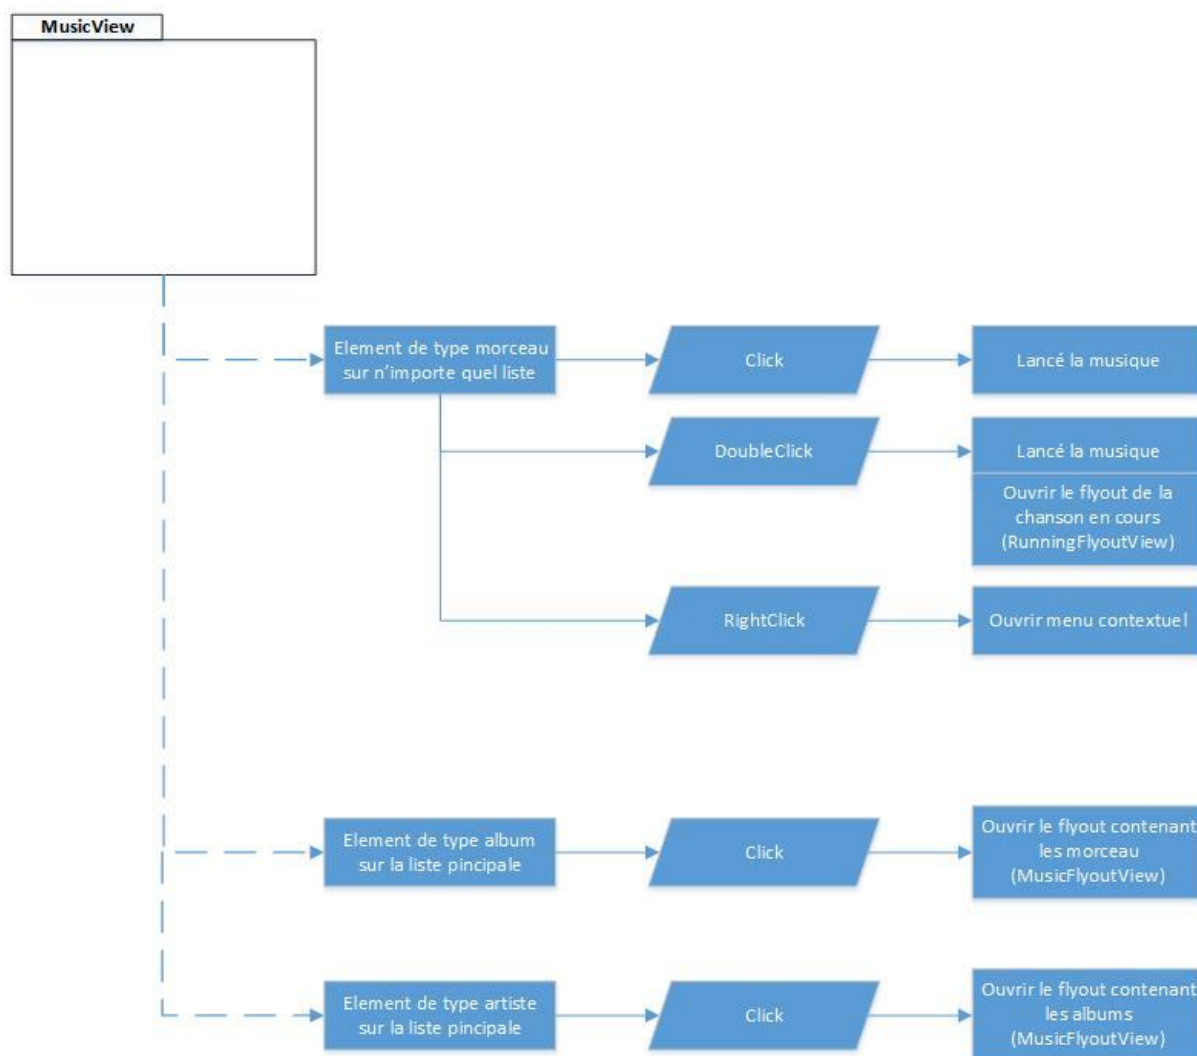 MusicView
Element de type morceau
sur n'importe quel liste
Click
Lancé la musique
DoubleClick
Lancé la musique
Ouvrir le flyout de la
chanson en cours
(RunningFlyoutView)
RightClick
Ouvrir menu contextuel
Element de type album
sur la liste pincipale
Click
Ouvrir le flyout contenant
les morceau
(MusicFlyoutView)
Element de type artiste
sur la liste pincipale
Click
Ouvrir le flyout contenant
les albums
(MusicFlyoutView)